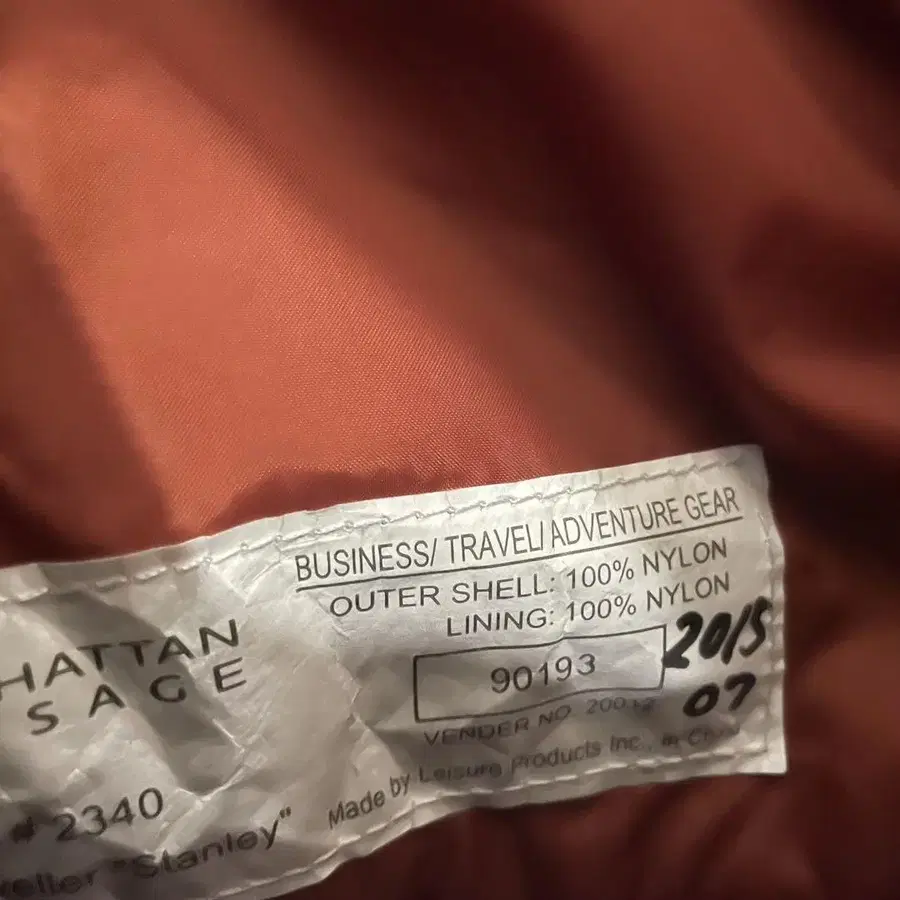 HATTAN
SAGE
# 2340
"Stanley"
BUSINESS/ TRAVEL/ ADVENTURE GEAR
OUTER SHELL: 100% NYLON
LINING: 100% NYLON
90193
2015
07
VENDER NO.
Made by Leisure Products Inc., in